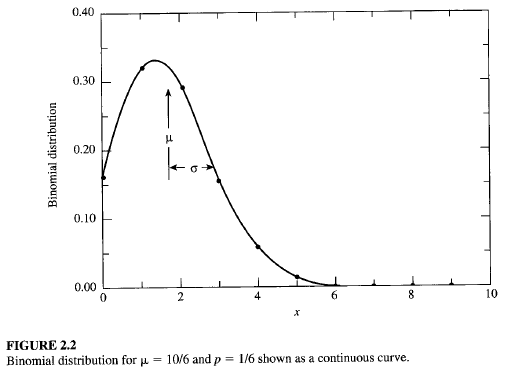 0.40
0.30
0.20
0.10
0.00
Binomial distribution
μ
σ
0
2
4
6
8
10
x
FIGURE 2.2
Binomial distribution for μ = 10/6 and p = 1/6 shown as a continuous curve.